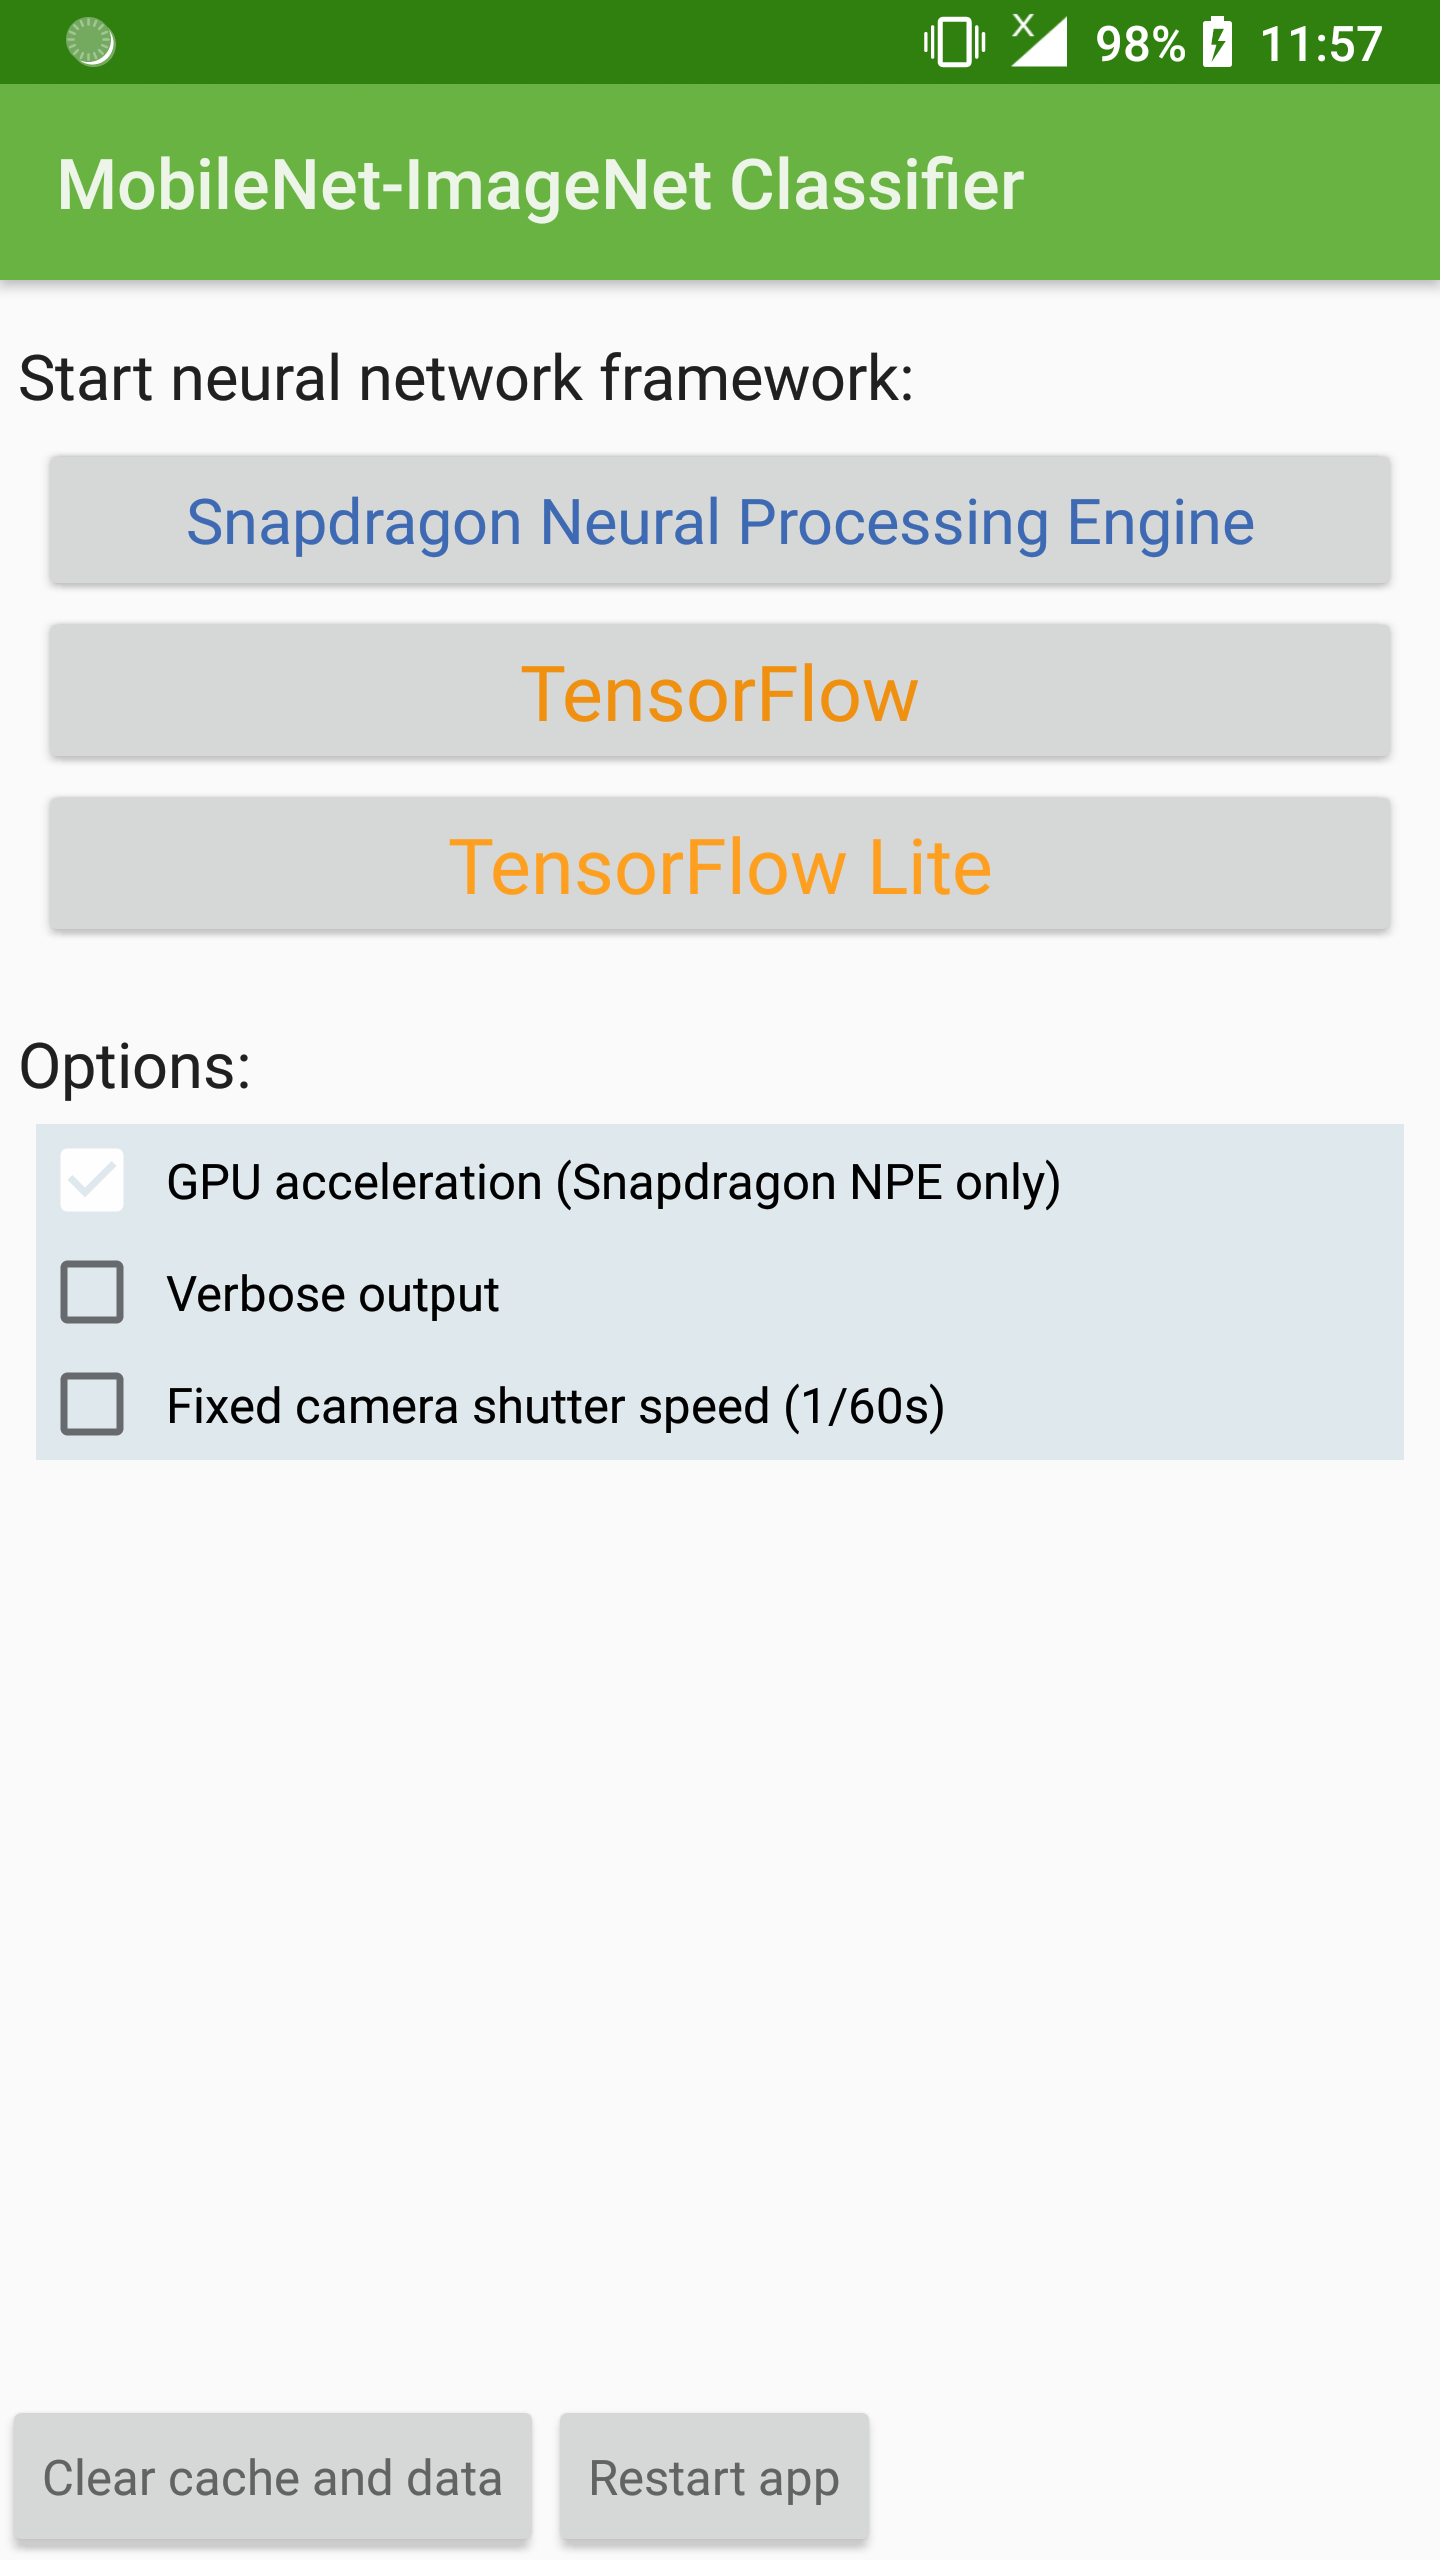 98% 11:57
MobileNet-ImageNet Classifier
Start neural network framework:
Snapdragon Neural Processing Engine
TensorFlow
TensorFlow Lite
Options:
GPU acceleration (Snapdragon NPE only)
Verbose output
Fixed camera shutter speed (1/60s)
Clear cache and data
Restart app